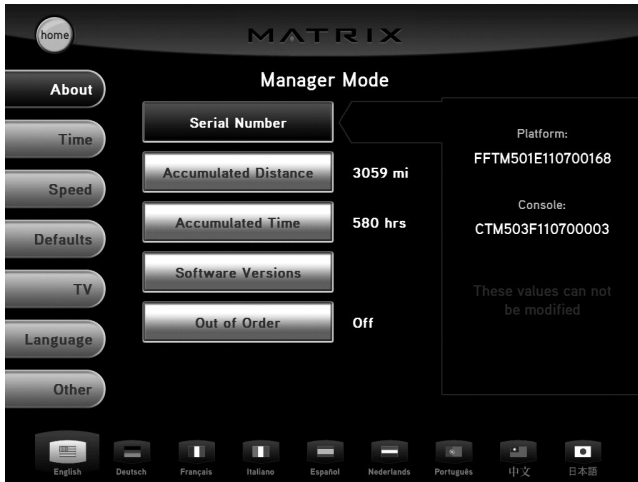 home
MATRIX
Manager Mode
About
Time
Speed
Defaults
TV
Language
Other
Serial Number
Accumulated Distance 3059 mi
Accumulated Time 580 hrs
Software Versions
Out of Order Off
Platform:
FFTM501E110700168
Console:
CTM503F110700003
These values can not
be modified
English Deutsch Français Italiano Español Nederlands Português 中文 日本語